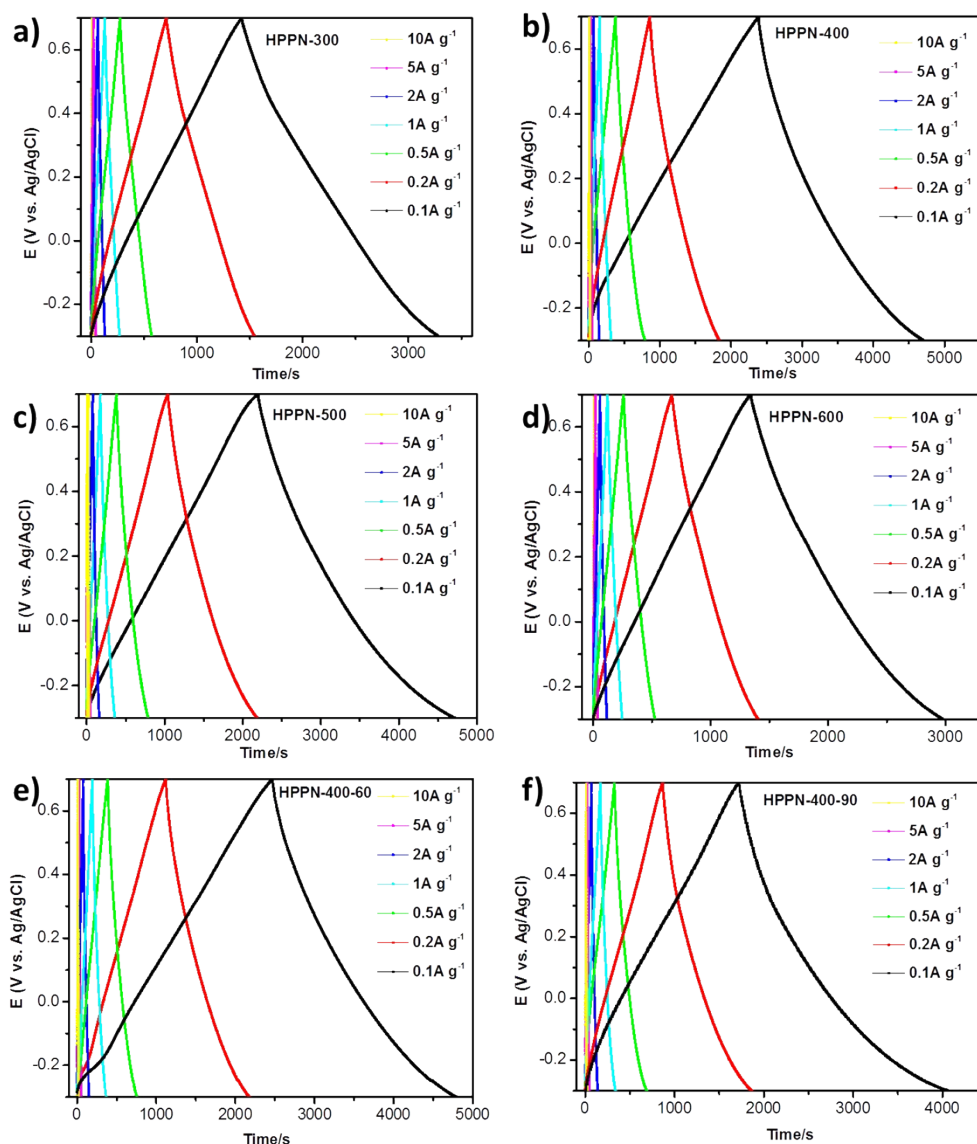 a)
HPPN-300
10A g-1
5A g-1
2A g-1
1A g-1
0.5A g-1
0.2A g-1
0.1A g-1
E (V vs. Ag/AgCl)
0.6
0.4
0.2
0.0
-0.2
0 1000 2000 3000
Time/s
b)
HPPN-400
10A g-1
5A g-1
2A g-1
1A g-1
0.5A g-1
0.2A g-1
0.1A g-1
E (V vs. Ag/AgCl)
0.6
0.4
0.2
0.0
-0.2
0 1000 2000 3000 4000 5000
Time/s
c)
HPPN-500
10A g-1
5A g-1
2A g-1
1A g-1
0.5A g-1
0.2A g-1
0.1A g-1
E (V vs. Ag/AgCl)
0.6
0.4
0.2
0.0
-0.2
0 1000 2000 3000 4000 5000
Time/s
d)
HPPN-600
10A g-1
5A g-1
2A g-1
1A g-1
0.5A g-1
0.2A g-1
0.1A g-1
E (V vs. Ag/AgCl)
0.6
0.4
0.2
0.0
-0.2
0 1000 2000 3000
Time/s
e)
HPPN-400-60
10A g-1
5A g-1
2A g-1
1A g-1
0.5A g-1
0.2A g-1
0.1A g-1
E (V vs. Ag/AgCl)
0.6
0.4
0.2
0.0
-0.2
0 1000 2000 3000 4000 5000
Time/s
f)
HPPN-400-90
10A g-1
5A g-1
2A g-1
1A g-1
0.5A g-1
0.2A g-1
0.1A g-1
E (V vs. Ag/AgCl)
0.6
0.4
0.2
0.0
-0.2
0 1000 2000 3000 4000
Time/s